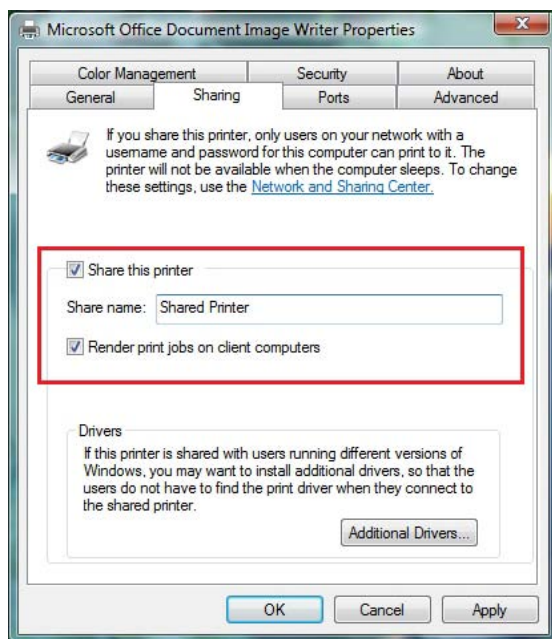 Microsoft Office Document Image Writer Properties
Color Management Security About
General Sharing Ports Advanced
If you share this printer, only users on your network with a
username and password for this computer can print to it. The
printer will not be available when the computer sleeps. To change
these settings, use the Network and Sharing Center.
Share this printer
Share name: Shared Printer
Render print jobs on client computers
Drivers
If this printer is shared with users running different versions of
Windows, you may want to install additional drivers, so that the
users do not have to find the print driver when they connect to
the shared printer.
Additional Drivers...
OK Cancel Apply